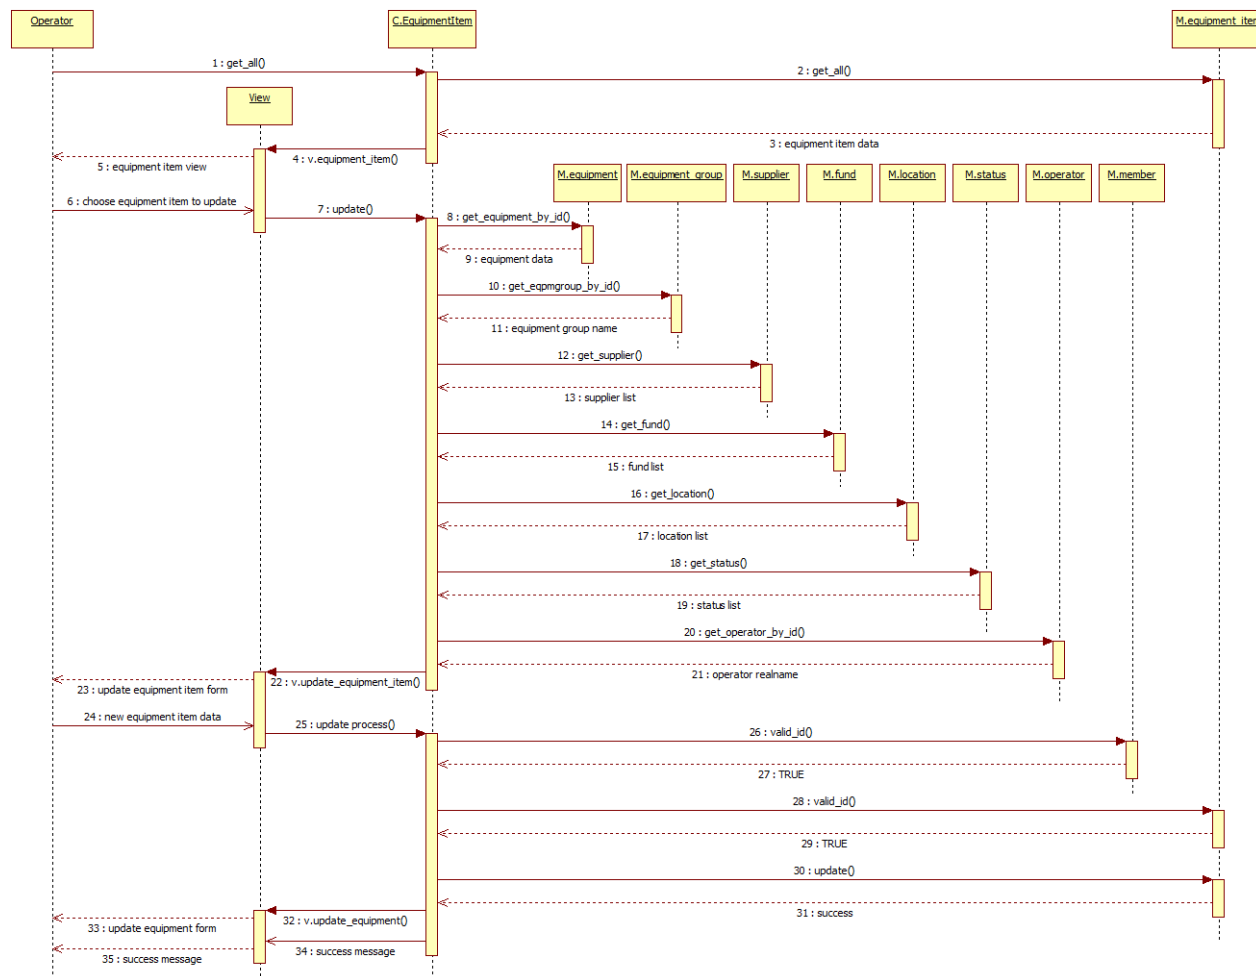 Operator
C.EquipmentItem
M.equipment_item
1 : get_all()
2 : get_all()
View
3 : equipment item data
4 : v.equipment_item()
5 : equipment item view
M.equipment
M.equipment_group
M.supplier
M.fund
M.location
M.status
M.operator
M.member
6 : choose equipment item to update
7 : update()
8 : get_equipment_by_id()
9 : equipment data
10 : get_eqpmgroup_by_id()
11 : equipment group name
12 : get_supplier()
13 : supplier list
14 : get_fund()
15 : fund list
16 : get_location()
17 : location list
18 : get_status()
19 : status list
20 : get_operator_by_id()
21 : operator realname
22 : v.update_equipment_item()
23 : update equipment item form
24 : new equipment item data
25 : update process()
26 : valid_id()
27 : TRUE
28 : valid_id()
29 : TRUE
30 : update()
31 : success
32 : v.update_equipment()
33 : update equipment form
34 : success message
35 : success message